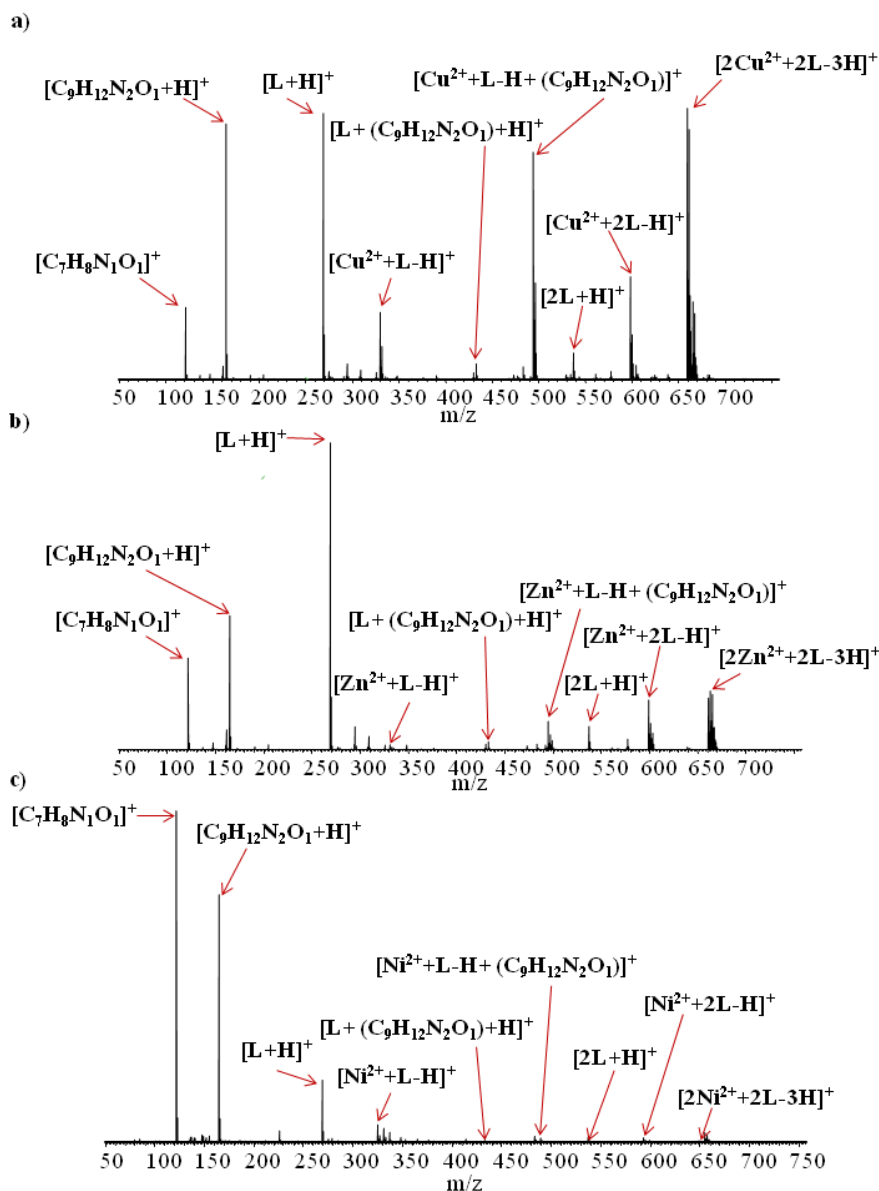 a)
[C₉H₁₂N₂O₁+H]⁺
[L+H]⁺
[Cu²⁺+L-H+ (C₉H₁₂N₂O₁)]⁺
[2Cu²⁺+2L-3H]⁺
[L + (C₉H₁₂N₂O₁)+H]⁺
[C₇H₈N₁O₁]⁺
[Cu²⁺+L-H]⁺
[Cu²⁺+2L-H]⁺
[2L+H]⁺
50 100 150 200 250 300 350 400 450 500 550 600 650 700
m/z
b)
[L+H]⁺
[C₉H₁₂N₂O₁+H]⁺
[C₇H₈N₁O₁]⁺
[L + (C₉H₁₂N₂O₁)+H]⁺
[Zn²⁺+L-H+ (C₉H₁₂N₂O₁)]⁺
[Zn²⁺+2L-H]⁺
[Zn²⁺+L-H]⁺
[2L+H]⁺
[2Zn²⁺+2L-3H]⁺
50 100 150 200 250 300 350 400 450 500 550 600 650 700
m/z
c)
[C₇H₈N₁O₁]⁺
[C₉H₁₂N₂O₁+H]⁺
[Ni²⁺+L-H+ (C₉H₁₂N₂O₁)]⁺
[Ni²⁺+2L-H]⁺
[L + (C₉H₁₂N₂O₁)+H]⁺
[L+H]⁺
[Ni²⁺+L-H]⁺
[2L+H]⁺
[2Ni²⁺+2L-3H]⁺
100 150 200 250 300 350 400 450 500 550 600 650 700 750
m/z